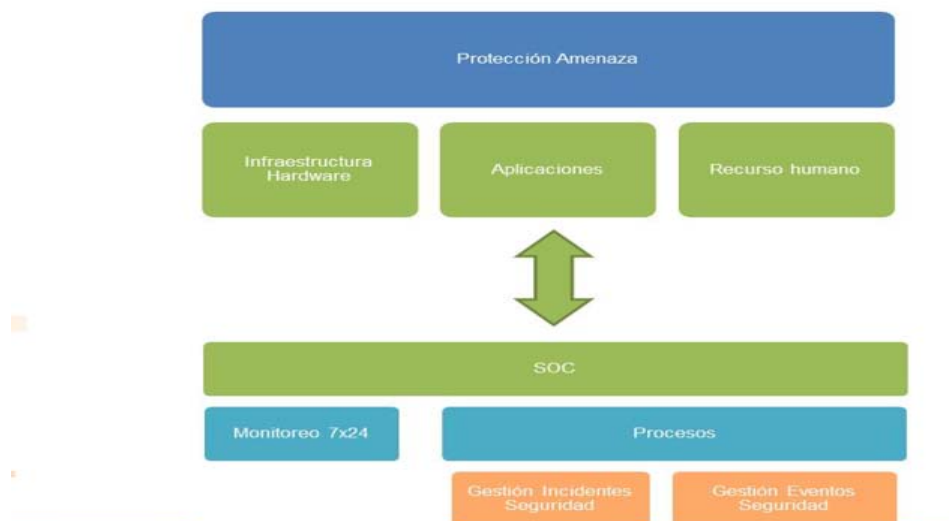 Protección Amenaza
Infraestructura
Hardware
Aplicaciones
Recurso humano
SOC
Monitoreo 7x24
Procesos
Gestión Incidentes
Seguridad
Gestión Eventos
Seguridad